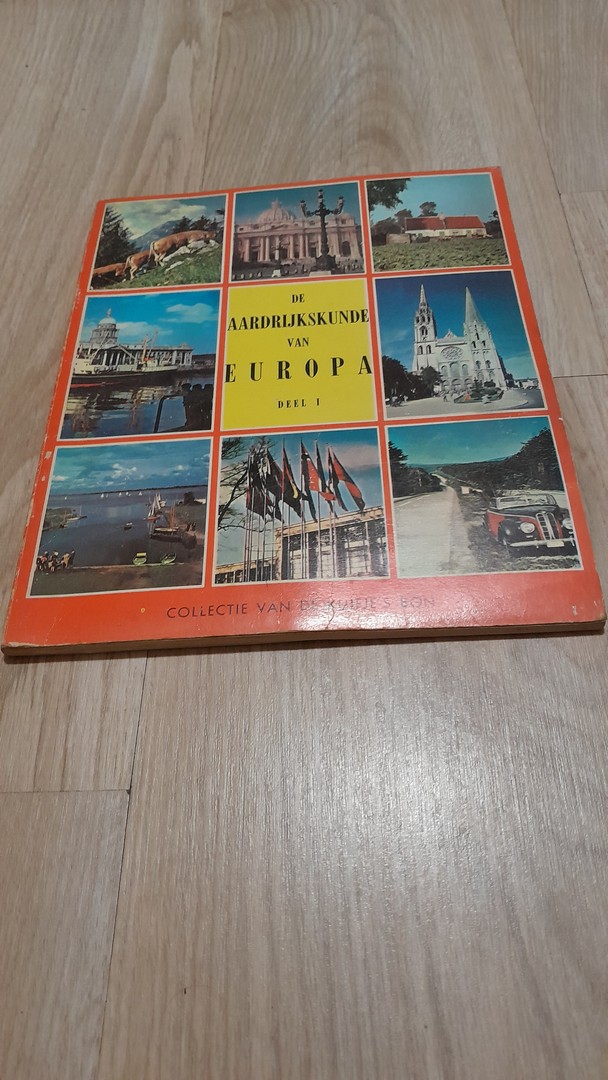 DE
AARDRIJKSKUNDE
VAN
EUROPA
DEEL I
COLLECTIE VAN DE KUIFJE - BON